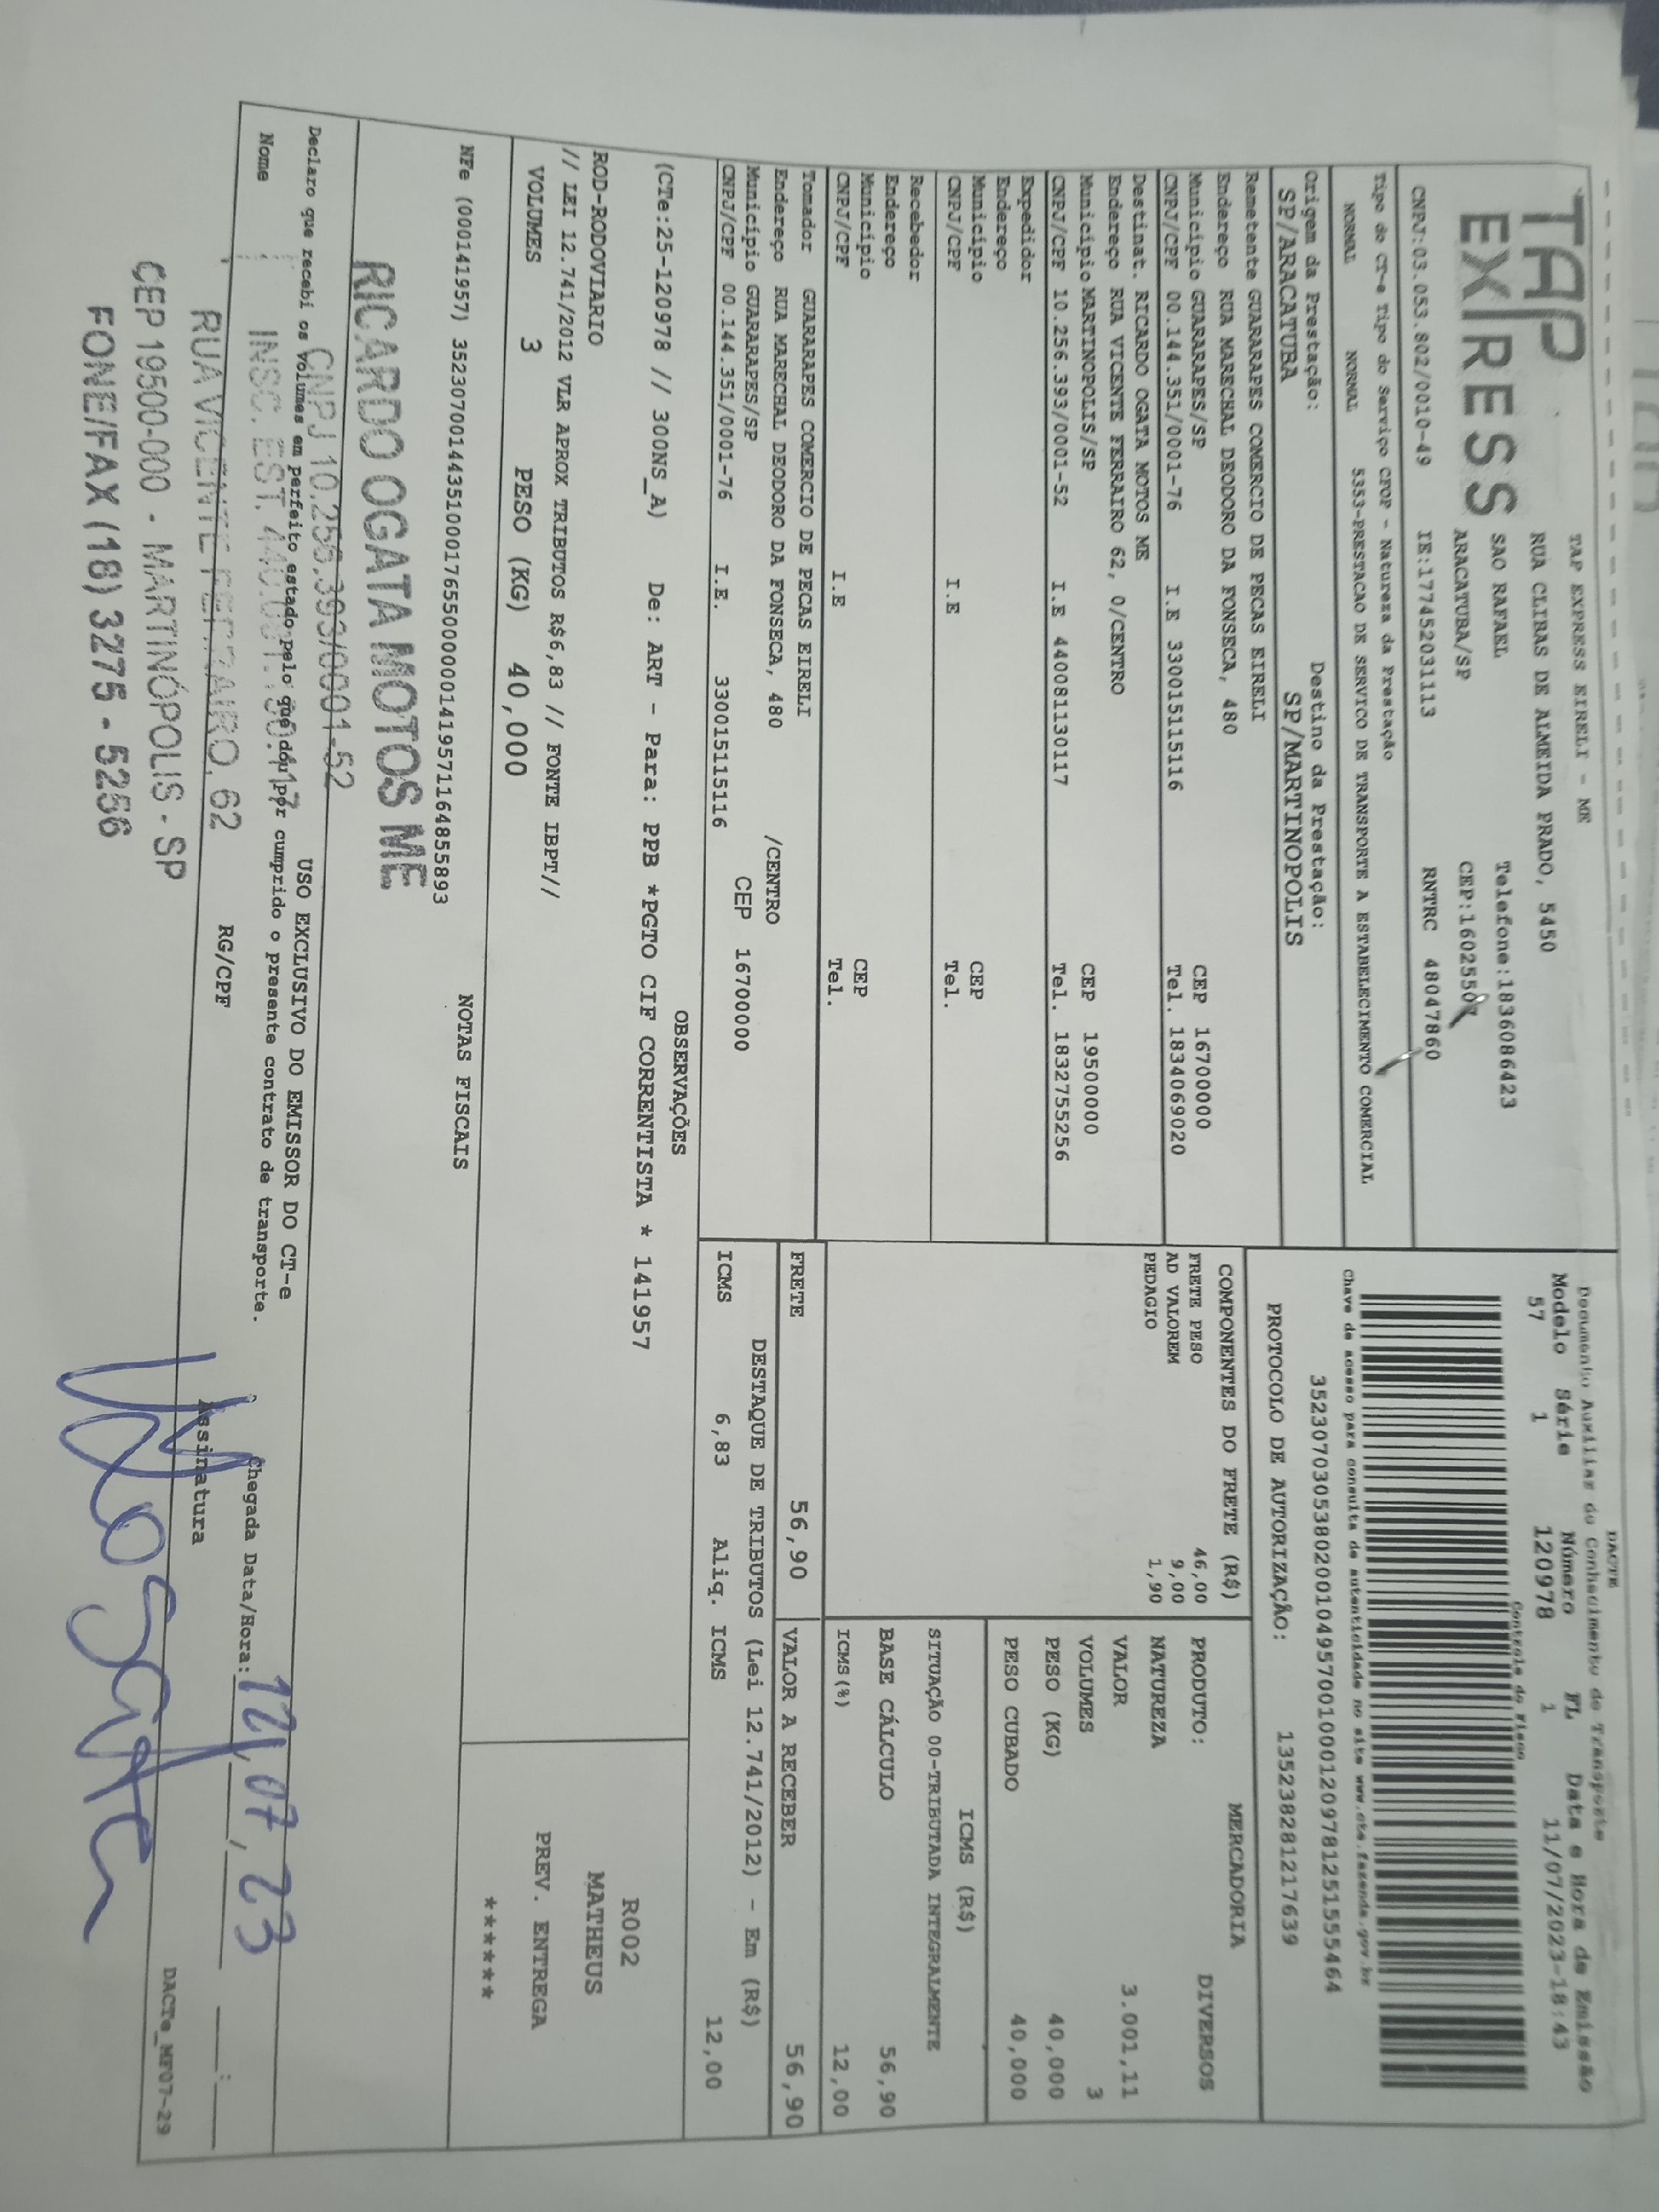 TAP
EXPRESS
TAP EXPRESS EIRELI - ME
RUA CLIBAS DE ALMEIDA PRADO, 5450
SAO RAFAEL Telefone:1836086423
ARACATUBA/SP CEP:16025507
CNPJ:03.053.802/0010-49 IE:177452031113 RNTRC 48047860
DACTE
Documento Auxiliar do Conhecimento de Transporte
Modelo Série Número FL Data e Hora de Emissão
57 1 120978 1 11/07/2023-18:43
Controle do Fisco
Chave de acesso para consulta de autenticidade no site www.cte.fazenda.gov.br
35230703053802001049570010001209781251555464
PROTOCOLO DE AUTORIZAÇÃO: 135238281217639
Tipo do CT-e Tipo do Serviço CFOP - Natureza da Prestação
NORMAL NORMAL 5353-PRESTACAO DE SERVICO DE TRANSPORTE A ESTABELECIMENTO COMERCIAL
Origem da Prestação: Destino da Prestação:
SP/ARACATUBA SP/MARTINOPOLIS
Remetente GUARARAPES COMERCIO DE PECAS EIRELI
Endereço RUA MARECHAL DEODORO DA FONSECA, 480
Município GUARARAPES/SP CEP 16700000
CNPJ/CPF 00.144.351/0001-76 I.E 330015115116 Tel. 1834069020
Destinat. RICARDO OGATA MOTOS ME
Endereço RUA VICENTE FERRAIRO 62, 0/CENTRO
Município MARTINOPOLIS/SP CEP 19500000
CNPJ/CPF 10.256.393/0001-52 I.E 440081130117 Tel. 1832755256
Expedidor
Endereço
Município CEP
CNPJ/CPF I.E Tel.
Recebedor
Endereço
Município CEP
CNPJ/CPF I.E Tel.
Tomador GUARARAPES COMERCIO DE PECAS EIRELI
Endereço RUA MARECHAL DEODORO DA FONSECA, 480 /CENTRO
Município GUARARAPES/SP CEP 16700000
CNPJ/CPF 00.144.351/0001-76 I.E. 330015115116
COMPONENTES DO FRETE (R$)
FRETE PESO 46,00
AD VALOREM 9,00
PEDAGIO 1,90
MERCADORIA
PRODUTO: DIVERSOS
NATUREZA
VALOR 3.001,11
VOLUMES 3
PESO (KG) 40,000
PESO CUBADO 40,000
ICMS (R$)
SITUAÇÃO 00-TRIBUTADA INTEGRALMENTE
BASE CÁLCULO 56,90
ICMS(%) 12,00
FRETE 56,90 VALOR A RECEBER 56,90
DESTAQUE DE TRIBUTOS (Lei 12.741/2012) - Em (R$)
ICMS 6,83 Aliq. ICMS 12,00
OBSERVAÇÕES
(CTe:25-120978 // 300NS_A) De: ART - Para: PPB *PGTO CIF CORRENTISTA * 141957
ROD-RODOVIARIO
// LEI 12.741/2012 VLR APROX TRIBUTOS R$6,83 // FONTE IBPT//
VOLUMES 3 PESO (KG) 40,000
R002
MATHEUS
PREV. ENTREGA
******
NOTAS FISCAIS
NFe (000141957) 35230700144351000176550000001419571164855893
RICARDO OGATA MOTOS ME
CNPJ 10.256.393/0001-52
USO EXCLUSIVO DO EMISSOR DO CT-e
Declaro que recebi os volumes em perfeito estado pelo que dou por cumprido o presente contrato de transporte.
INSC. EST.
Nome RG/CPF Assinatura
Chegada Data/Hora: 12, 07, 23 :
RUA VICENTE FERRAIRO, 62
CEP 19500-000 - MARTINÓPOLIS - SP
FONE/FAX (18) 3275 - 5256
DACTe_MF07-29